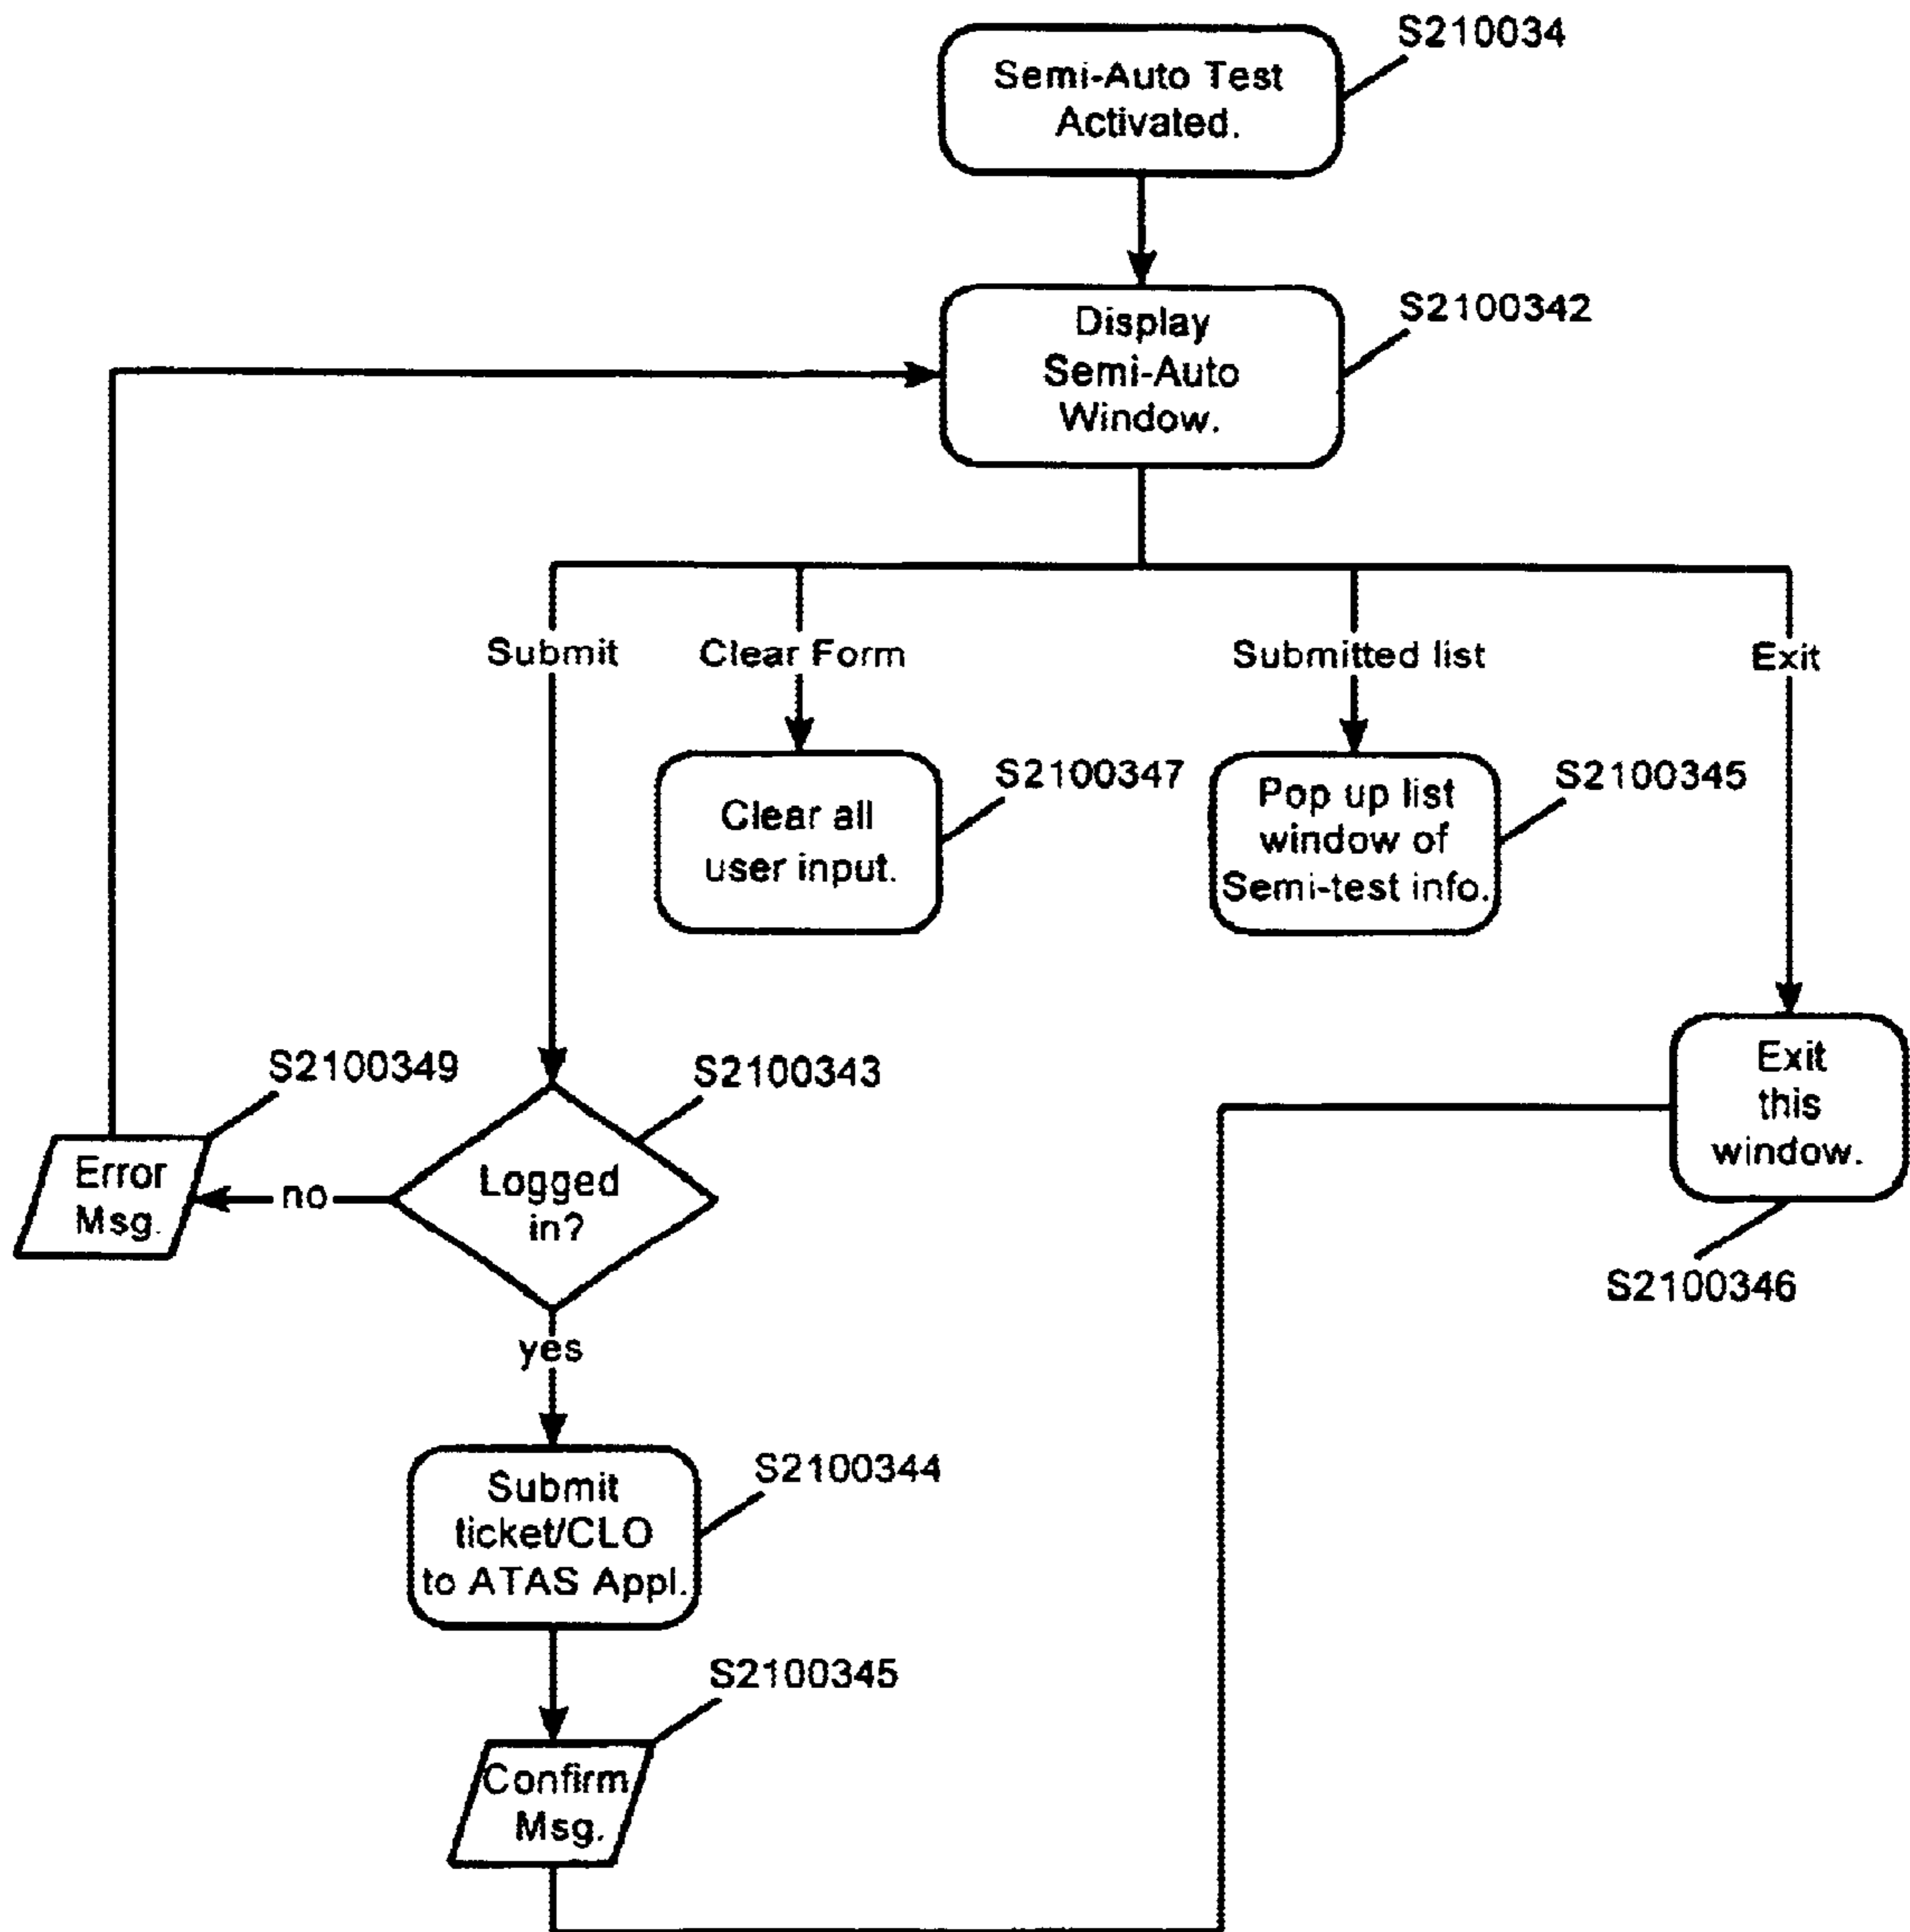 S210034
Semi-Auto Test
Activated.
S2100342
Display
Semi-Auto
Window.
Submit
Clear Form
Submitted list
Exit
S2100347
Clear all
user input.
S2100345
Pop up list
window of
Semi-test info.
S2100349
Error
Msg.
no
S2100343
Logged
in?
Exit
this
window.
S2100346
yes
S2100344
Submit
ticket/CLO
to ATAS Appl.
S2100345
Confirm
Msg.